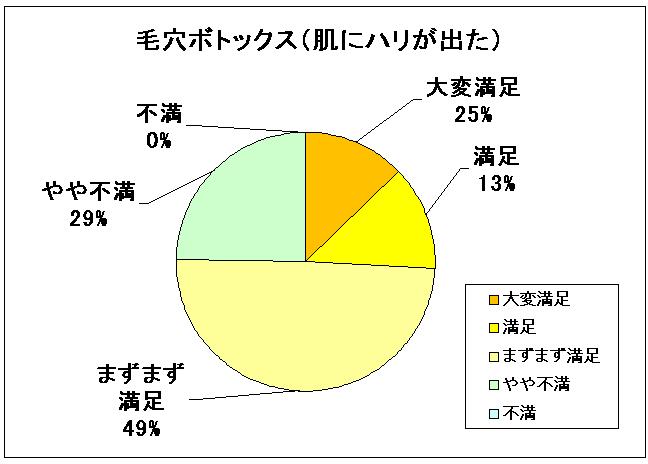 毛穴ボトックス（肌にハリが出た）
大変満足
25%
満足
13%
不満
0%
やや不満
29%
まずまず
満足
49%
大変満足
満足
まずまず満足
やや不満
不満